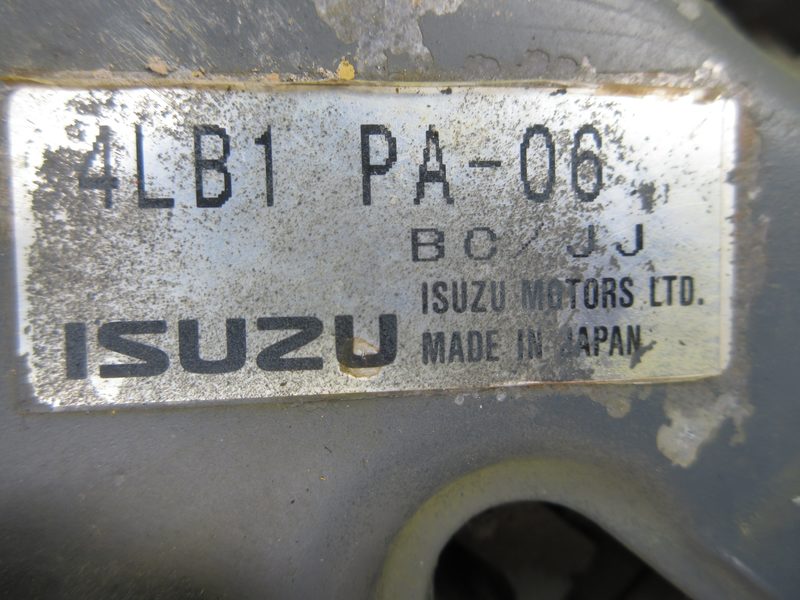 4LB1 PA-06
BC/JJ
ISUZU MOTORS LTD.
ISUZU MADE IN JAPAN